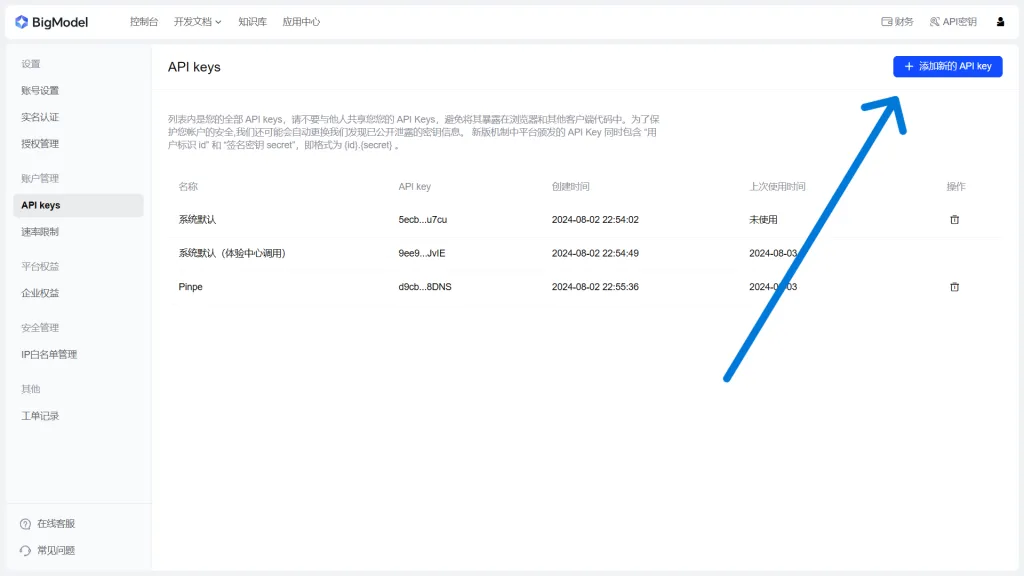 BigModel
控制台
开发文档
知识库
应用中心
财务
API密钥
设置
账号设置
实名认证
授权管理
账户管理
API keys
速率限制
平台权益
企业权益
安全管理
IP白名单管理
其他
工单记录
在线客服
常见问题
API keys
添加新的 API key
列表内是您的全部 API keys，请不要与他人共享您您的 API Keys，避免将其暴露在浏览器和其他客户端代码中。为了保
护您帐户的安全,我们还可能会自动更换我们发现已公开泄露的密钥信息。 新版机制中平台颁发的 API Key 同时包含 “用
户标识 id” 和 “签名密钥 secret”，即格式为 {id}.{secret} 。
名称 API key 创建时间 上次使用时间 操作
系统默认 5ecb...u7cu 2024-08-02 22:54:02 未使用
系统默认（体验中心调用） 9ee9...JvIE 2024-08-02 22:54:49 2024-08-03
Pinpe d9cb...8DNS 2024-08-02 22:55:36 2024-08-03